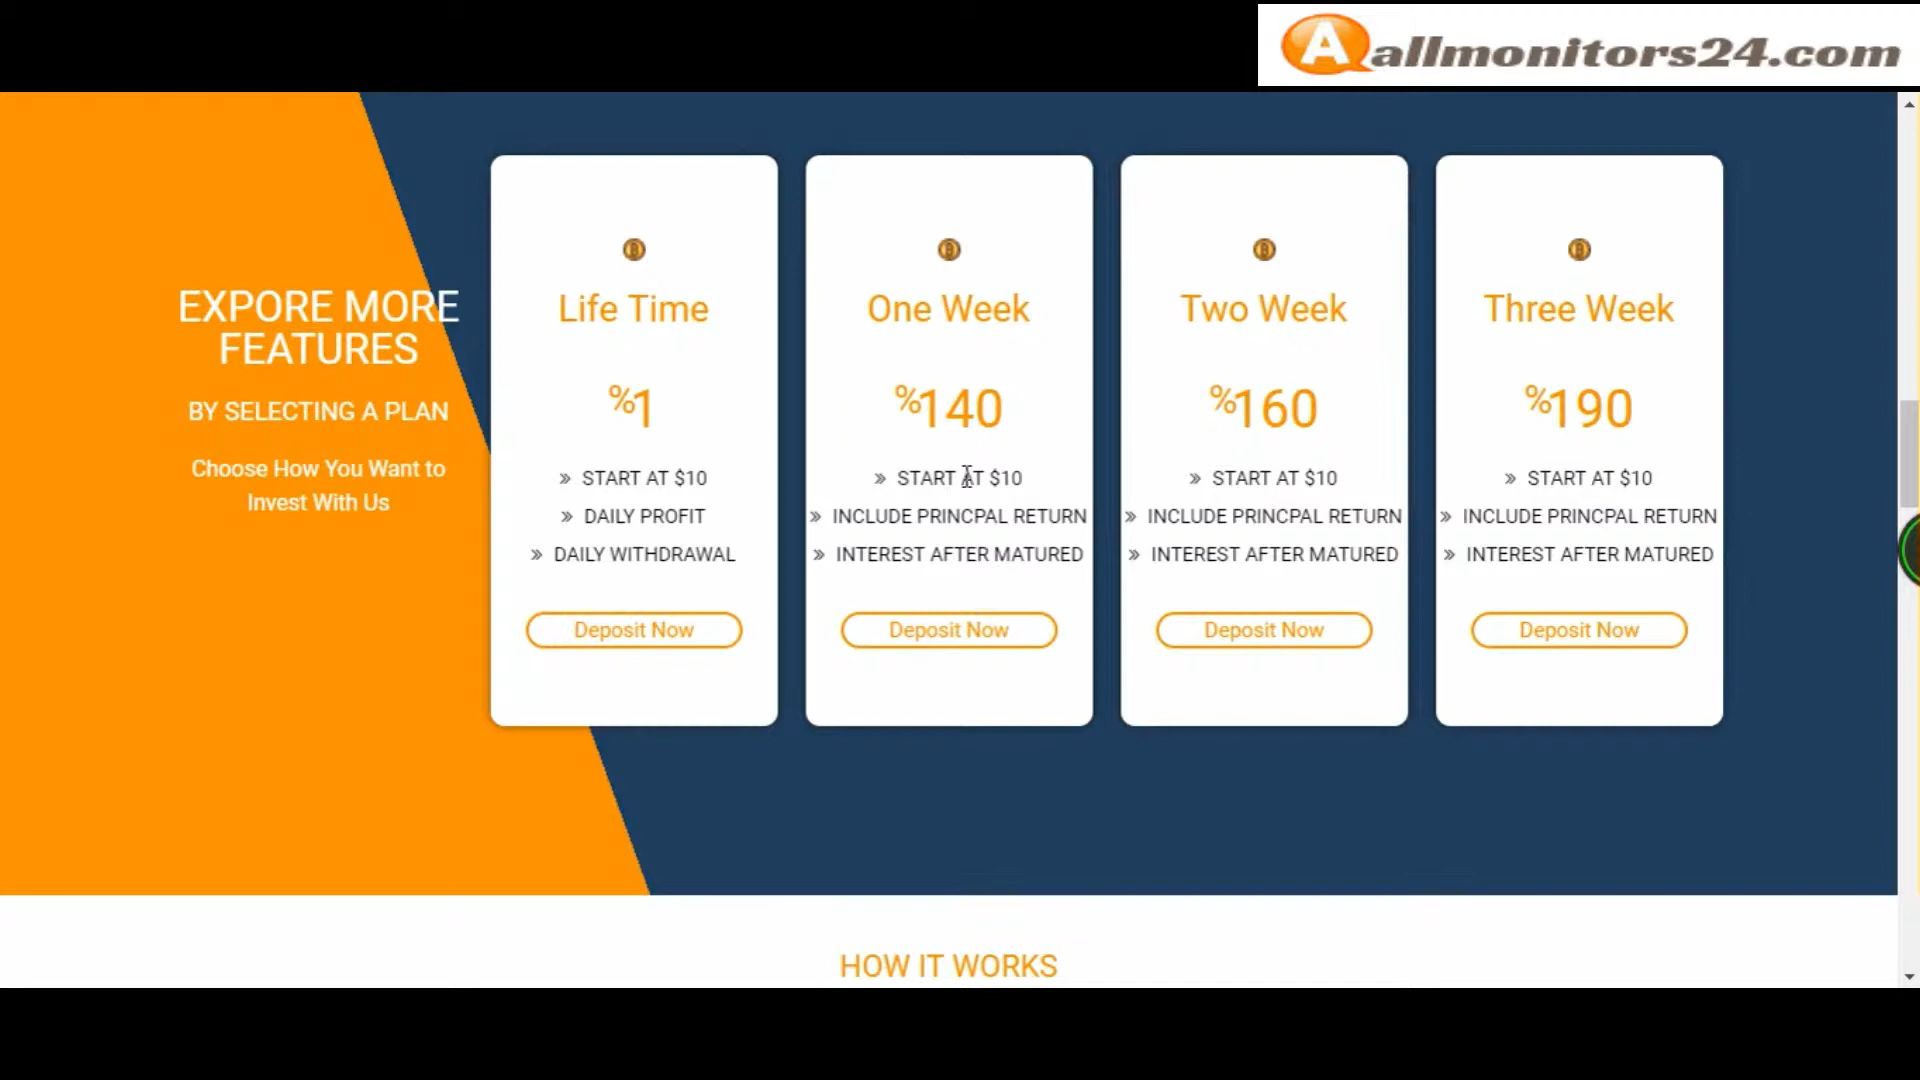 allmonitors24.com
EXPORE MORE
FEATURES
BY SELECTING A PLAN
Choose How You Want to
Invest With Us
Life Time
%1
» START AT $10
» DAILY PROFIT
» DAILY WITHDRAWAL
Deposit Now
One Week
%140
» START AT $10
» INCLUDE PRINCPAL RETURN
» INTEREST AFTER MATURED
Deposit Now
Two Week
%160
» START AT $10
» INCLUDE PRINCPAL RETURN
» INTEREST AFTER MATURED
Deposit Now
Three Week
%190
» START AT $10
» INCLUDE PRINCPAL RETURN
» INTEREST AFTER MATURED
Deposit Now
HOW IT WORKS